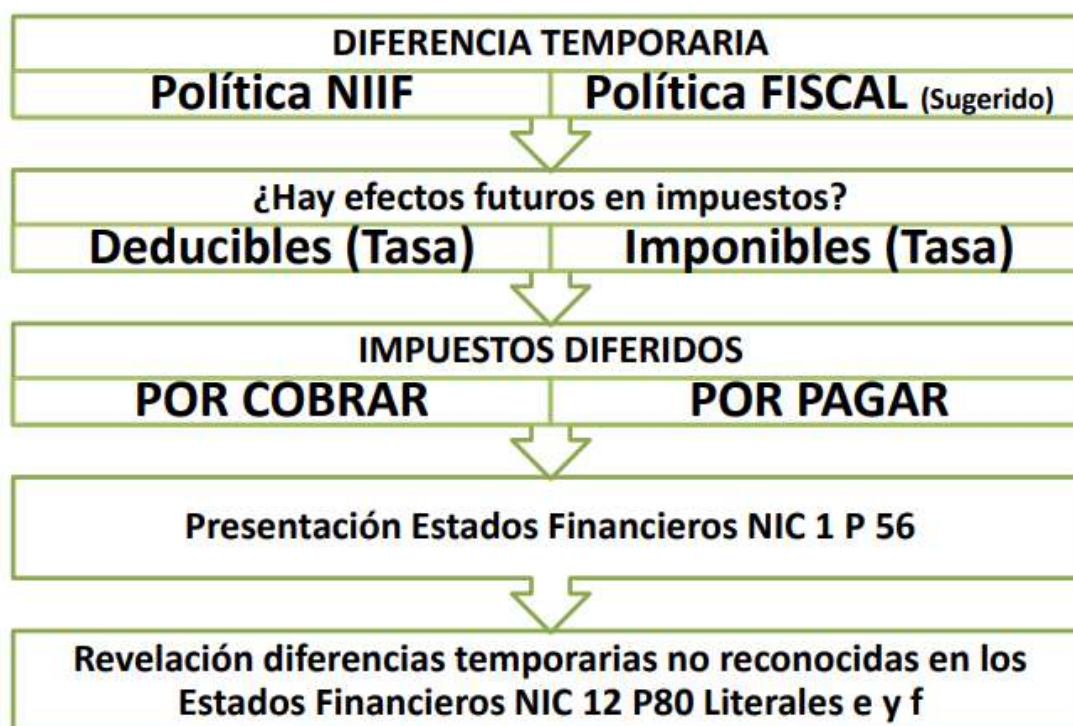 DIFERENCIA TEMPORARIA
Política NIIF
Política FISCAL (Sugerido)
¿Hay efectos futuros en impuestos?
Deducibles (Tasa)
Imponibles (Tasa)
IMPUESTOS DIFERIDOS
POR COBRAR
POR PAGAR
Presentación Estados Financieros NIC 1 P 56
Revelación diferencias temporarias no reconocidas en los
Estados Financieros NIC 12 P80 Literales e y f